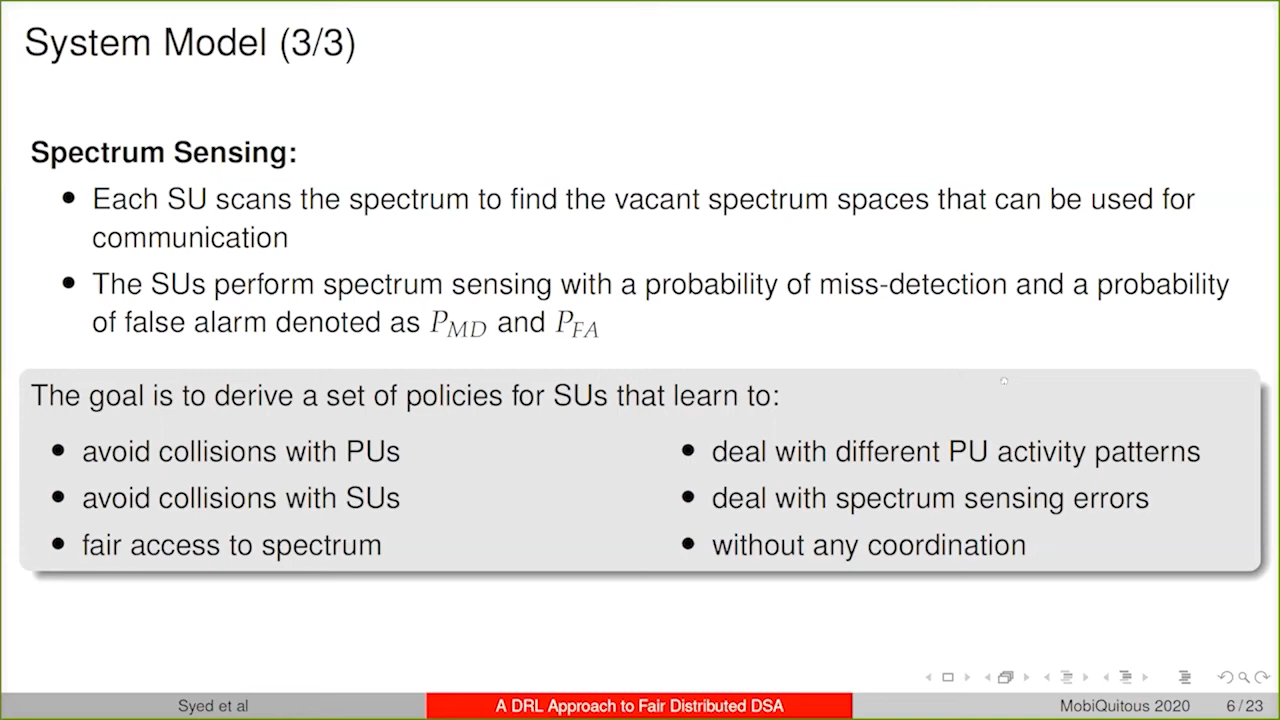 System Model (3/3)
Spectrum Sensing:
• Each SU scans the spectrum to find the vacant spectrum spaces that can be used for
communication
• The SUs perform spectrum sensing with a probability of miss-detection and a probability
of false alarm denoted as P_MD and P_FA
The goal is to derive a set of policies for SUs that learn to:
• avoid collisions with PUs
• avoid collisions with SUs
• fair access to spectrum
• deal with different PU activity patterns
• deal with spectrum sensing errors
• without any coordination
Syed et al
A DRL Approach to Fair Distributed DSA
MobiQuitous 2020
6 / 23